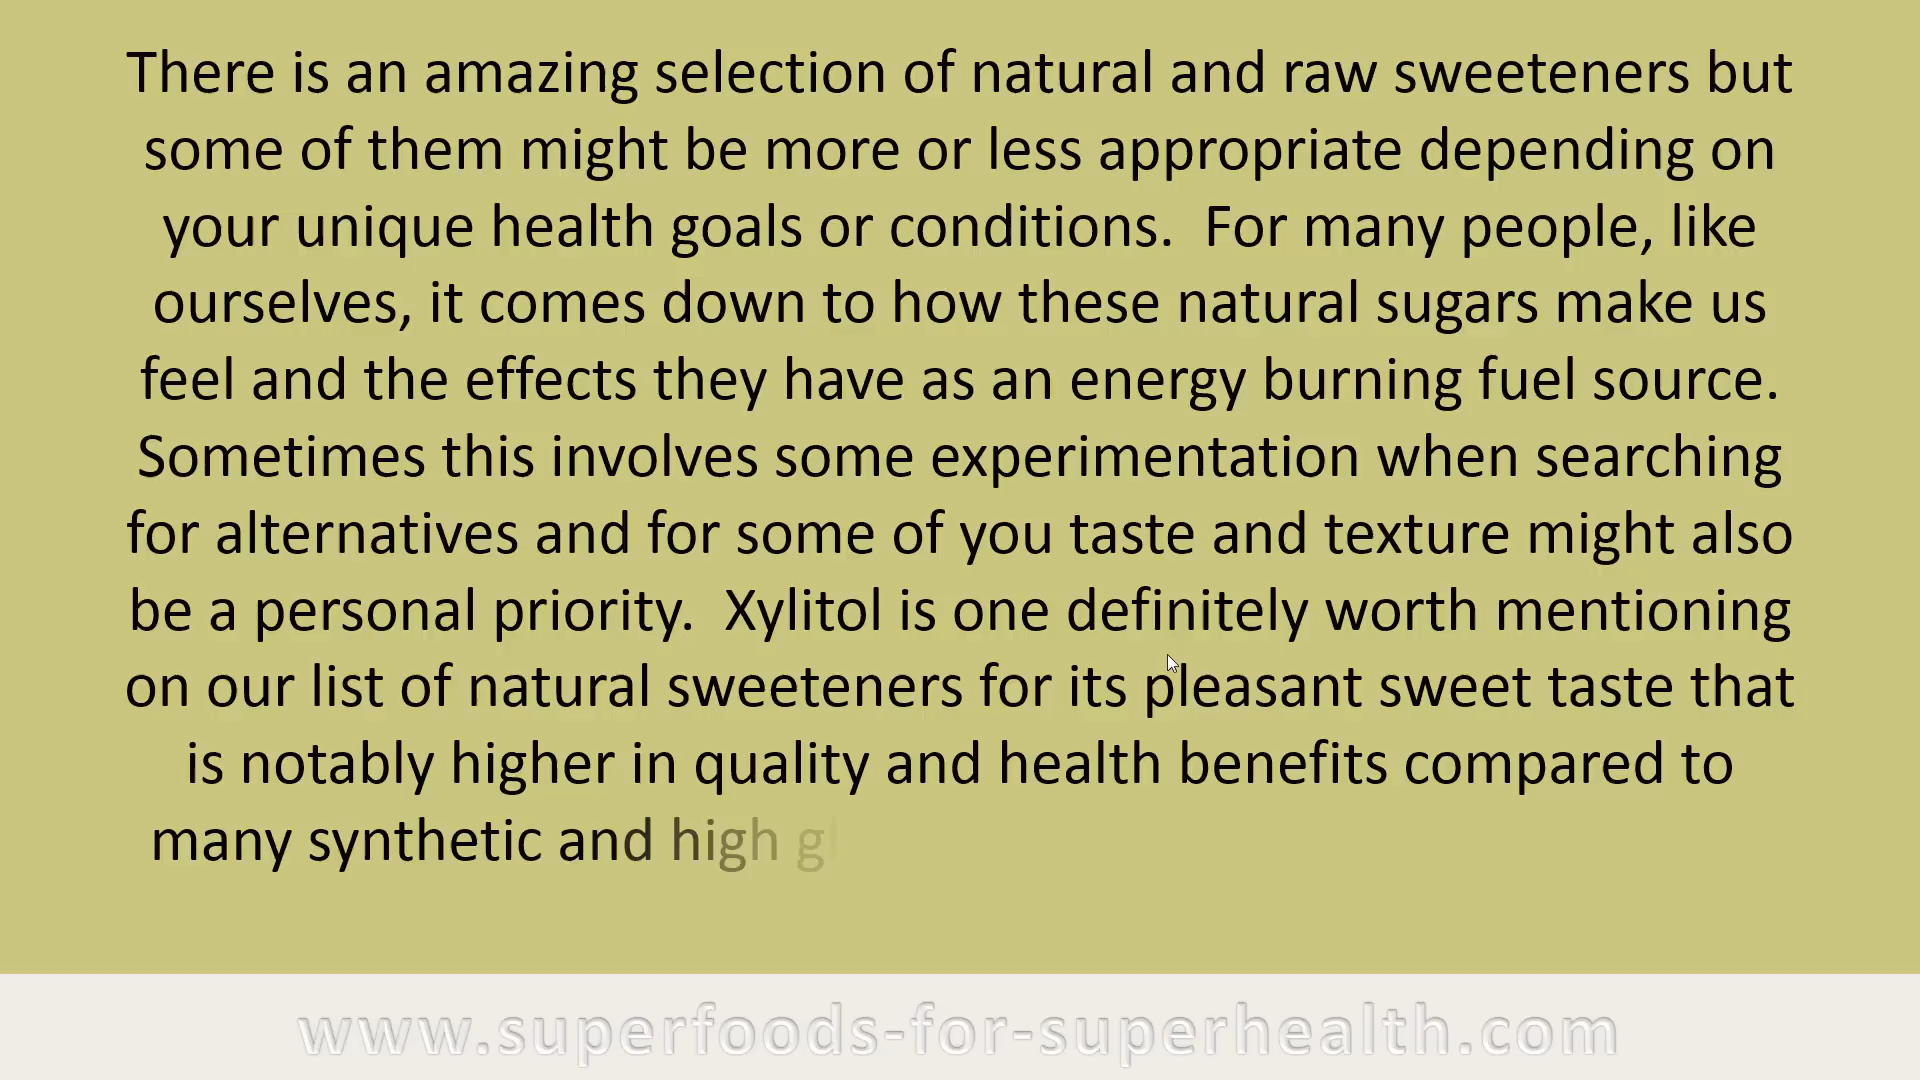 There is an amazing selection of natural and raw sweeteners but
some of them might be more or less appropriate depending on
your unique health goals or conditions.  For many people, like
ourselves, it comes down to how these natural sugars make us
feel and the effects they have as an energy burning fuel source.
Sometimes this involves some experimentation when searching
for alternatives and for some of you taste and texture might also
be a personal priority.  Xylitol is one definitely worth mentioning
on our list of natural sweeteners for its pleasant sweet taste that
is notably higher in quality and health benefits compared to
many synthetic and high
www.superfoods-for-superhealth.com